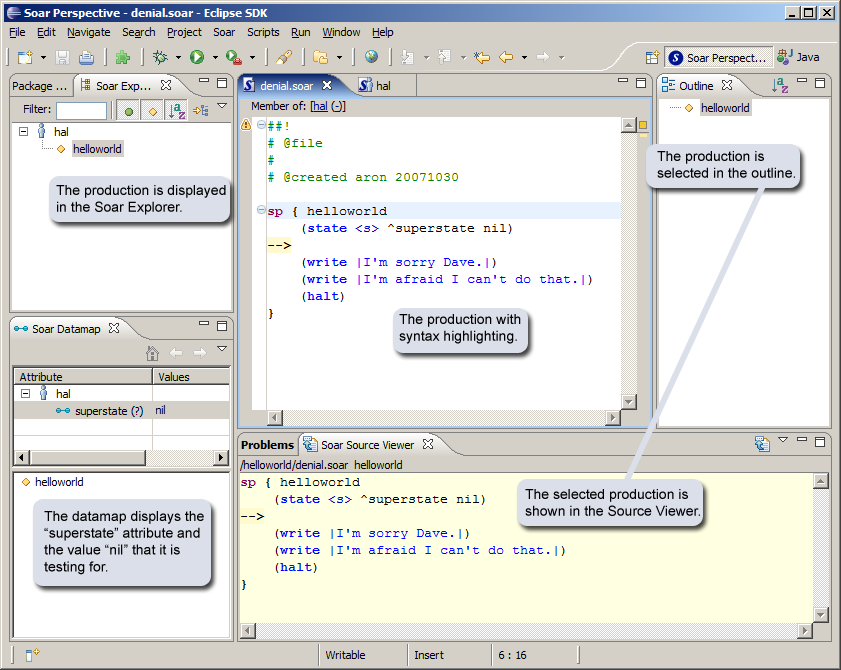 Soar Perspective - denial.soar - Eclipse SDK
File Edit Navigate Search Project Soar Scripts Run Window Help
Soar Perspect... Java
Package ... Soar Exp...
Filter:
hal
helloworld
The production is displayed
in the Soar Explorer.
denial.soar hal
Member of: [hal (-)]
##!
# @file
#
# @created aron 20071030
sp { helloworld
(state <s> ^superstate nil)
-->
(write |I'm sorry Dave.|)
(write |I'm afraid I can't do that.|)
(halt)
}
The production with
syntax highlighting.
Outline
helloworld
The production is
selected in the outline.
Soar Datamap
Attribute Values
hal
superstate (?) nil
helloworld
The datamap displays the
“superstate” attribute and
the value “nil” that it is
testing for.
Problems Soar Source Viewer
/helloworld/denial.soar helloworld
sp { helloworld
(state <s> ^superstate nil)
-->
(write |I'm sorry Dave.|)
(write |I'm afraid I can't do that.|)
(halt)
}
The selected production is
shown in the Source Viewer.
Writable Insert 6 : 16